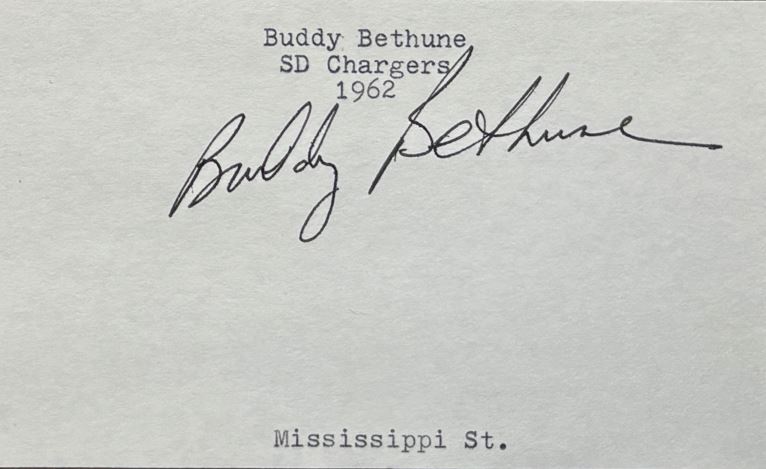 Buddy Bethune
SD Chargers
1962
Buddy Bethune
Mississippi St.